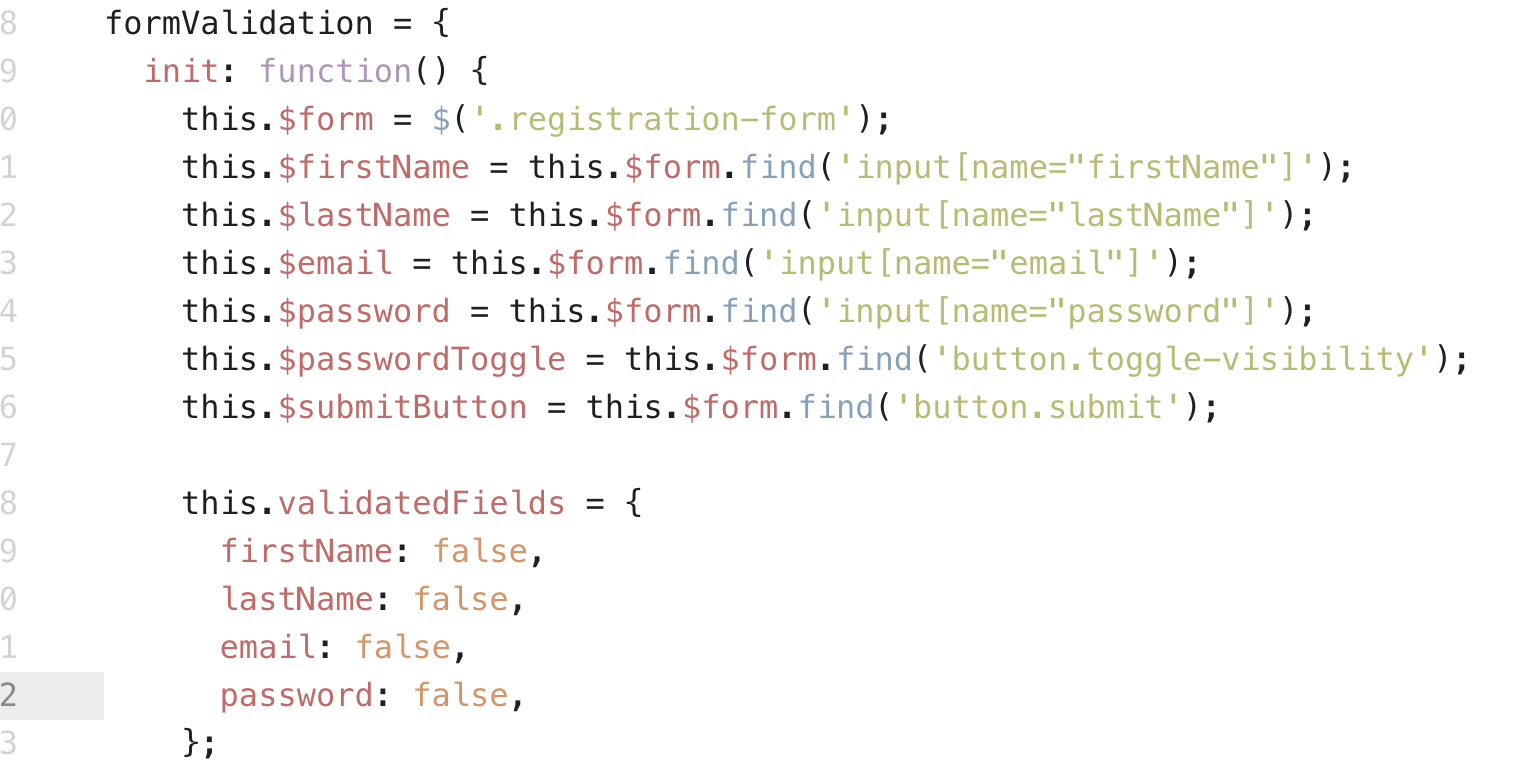 8 formValidation = {
9 init: function() {
0 this.$form = $('.registration-form');
1 this.$firstName = this.$form.find('input[name="firstName"]');
2 this.$lastName = this.$form.find('input[name="lastName"]');
3 this.$email = this.$form.find('input[name="email"]');
4 this.$password = this.$form.find('input[name="password"]');
5 this.$passwordToggle = this.$form.find('button.toggle-visibility');
6 this.$submitButton = this.$form.find('button.submit');
7
8 this.validatedFields = {
9 firstName: false,
0 lastName: false,
1 email: false,
2 password: false,
3 };